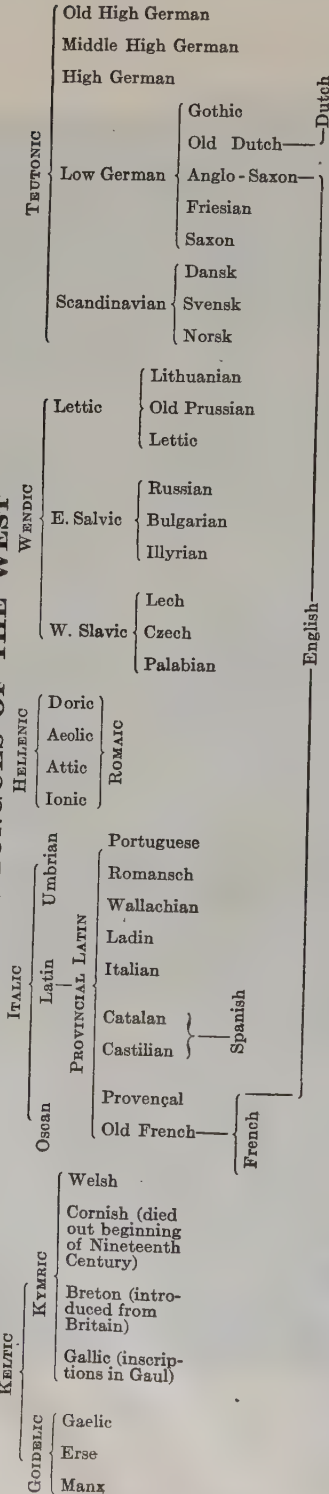 TEUTONIC
Old High German
Middle High German
High German
Low German
Gothic
Old Dutch
Anglo-Saxon
Friesian
Saxon
Dutch
Scandinavian
Dansk
Svensk
Norsk
WENDIC
Lettic
Lithuanian
Old Prussian
Lettic
E. Salvic
Russian
Bulgarian
Illyrian
W. Slavic
Lech
Czech
Palabian
English
OF THE WEST
HELLENIC
Doric
Aeolic
Attic
Ionic
ROMAIC
ITALIC
Umbrian
Latin
Oscan
PROVINCIAL LATIN
Portuguese
Romansch
Wallachian
Ladin
Italian
Catalan
Castilian
Spanish
Provençal
Old French
French
KELTIC
KYMRIC
Welsh
Cornish (died
out beginning
of Nineteenth
Century)
Breton (intro-
duced from
Britain)
Gallic (inscrip-
tions in Gaul)
GOIDELIC
Gaelic
Erse
Manx